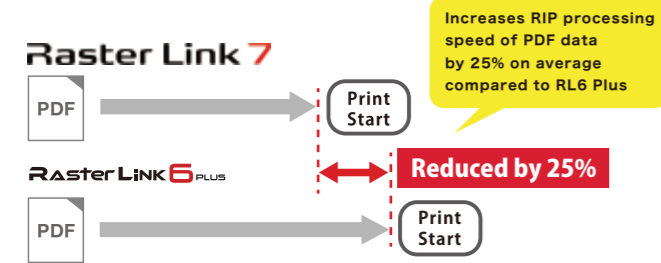 Increases RIP processing
speed of PDF data
by 25% on average
compared to RL6 Plus
Raster Link 7
PDF
Print
Start
RASTER LINK 6 PLUS
Reduced by 25%
PDF
Print
Start